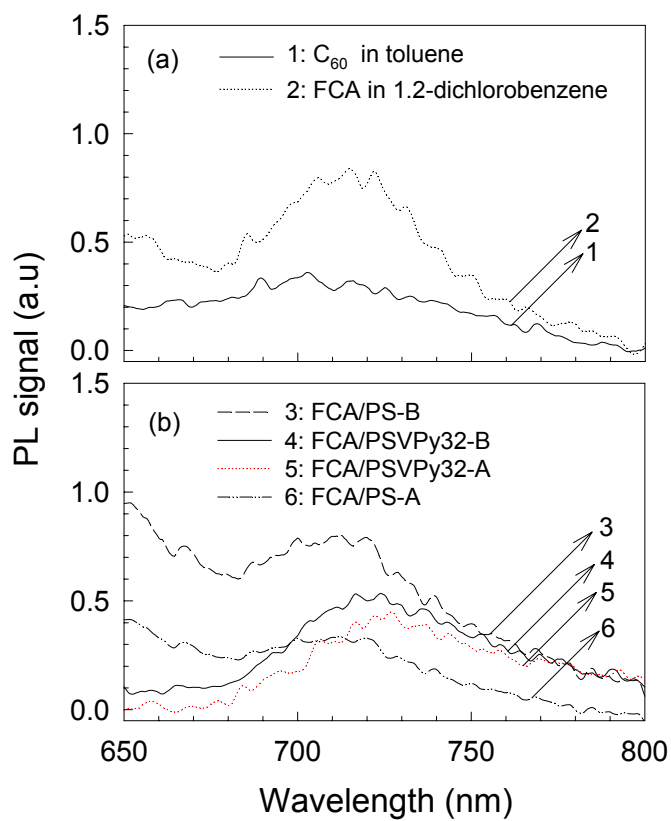 1.5
(a)
1: C60 in toluene
2: FCA in 1.2-dichlorobenzene
1.0
2
1
0.5
0.0
PL signal (a.u)
1.5
(b)
3: FCA/PS-B
4: FCA/PSVPy32-B
5: FCA/PSVPy32-A
6: FCA/PS-A
1.0
3
4
5
6
0.5
0.0
650 700 750 800
Wavelength (nm)